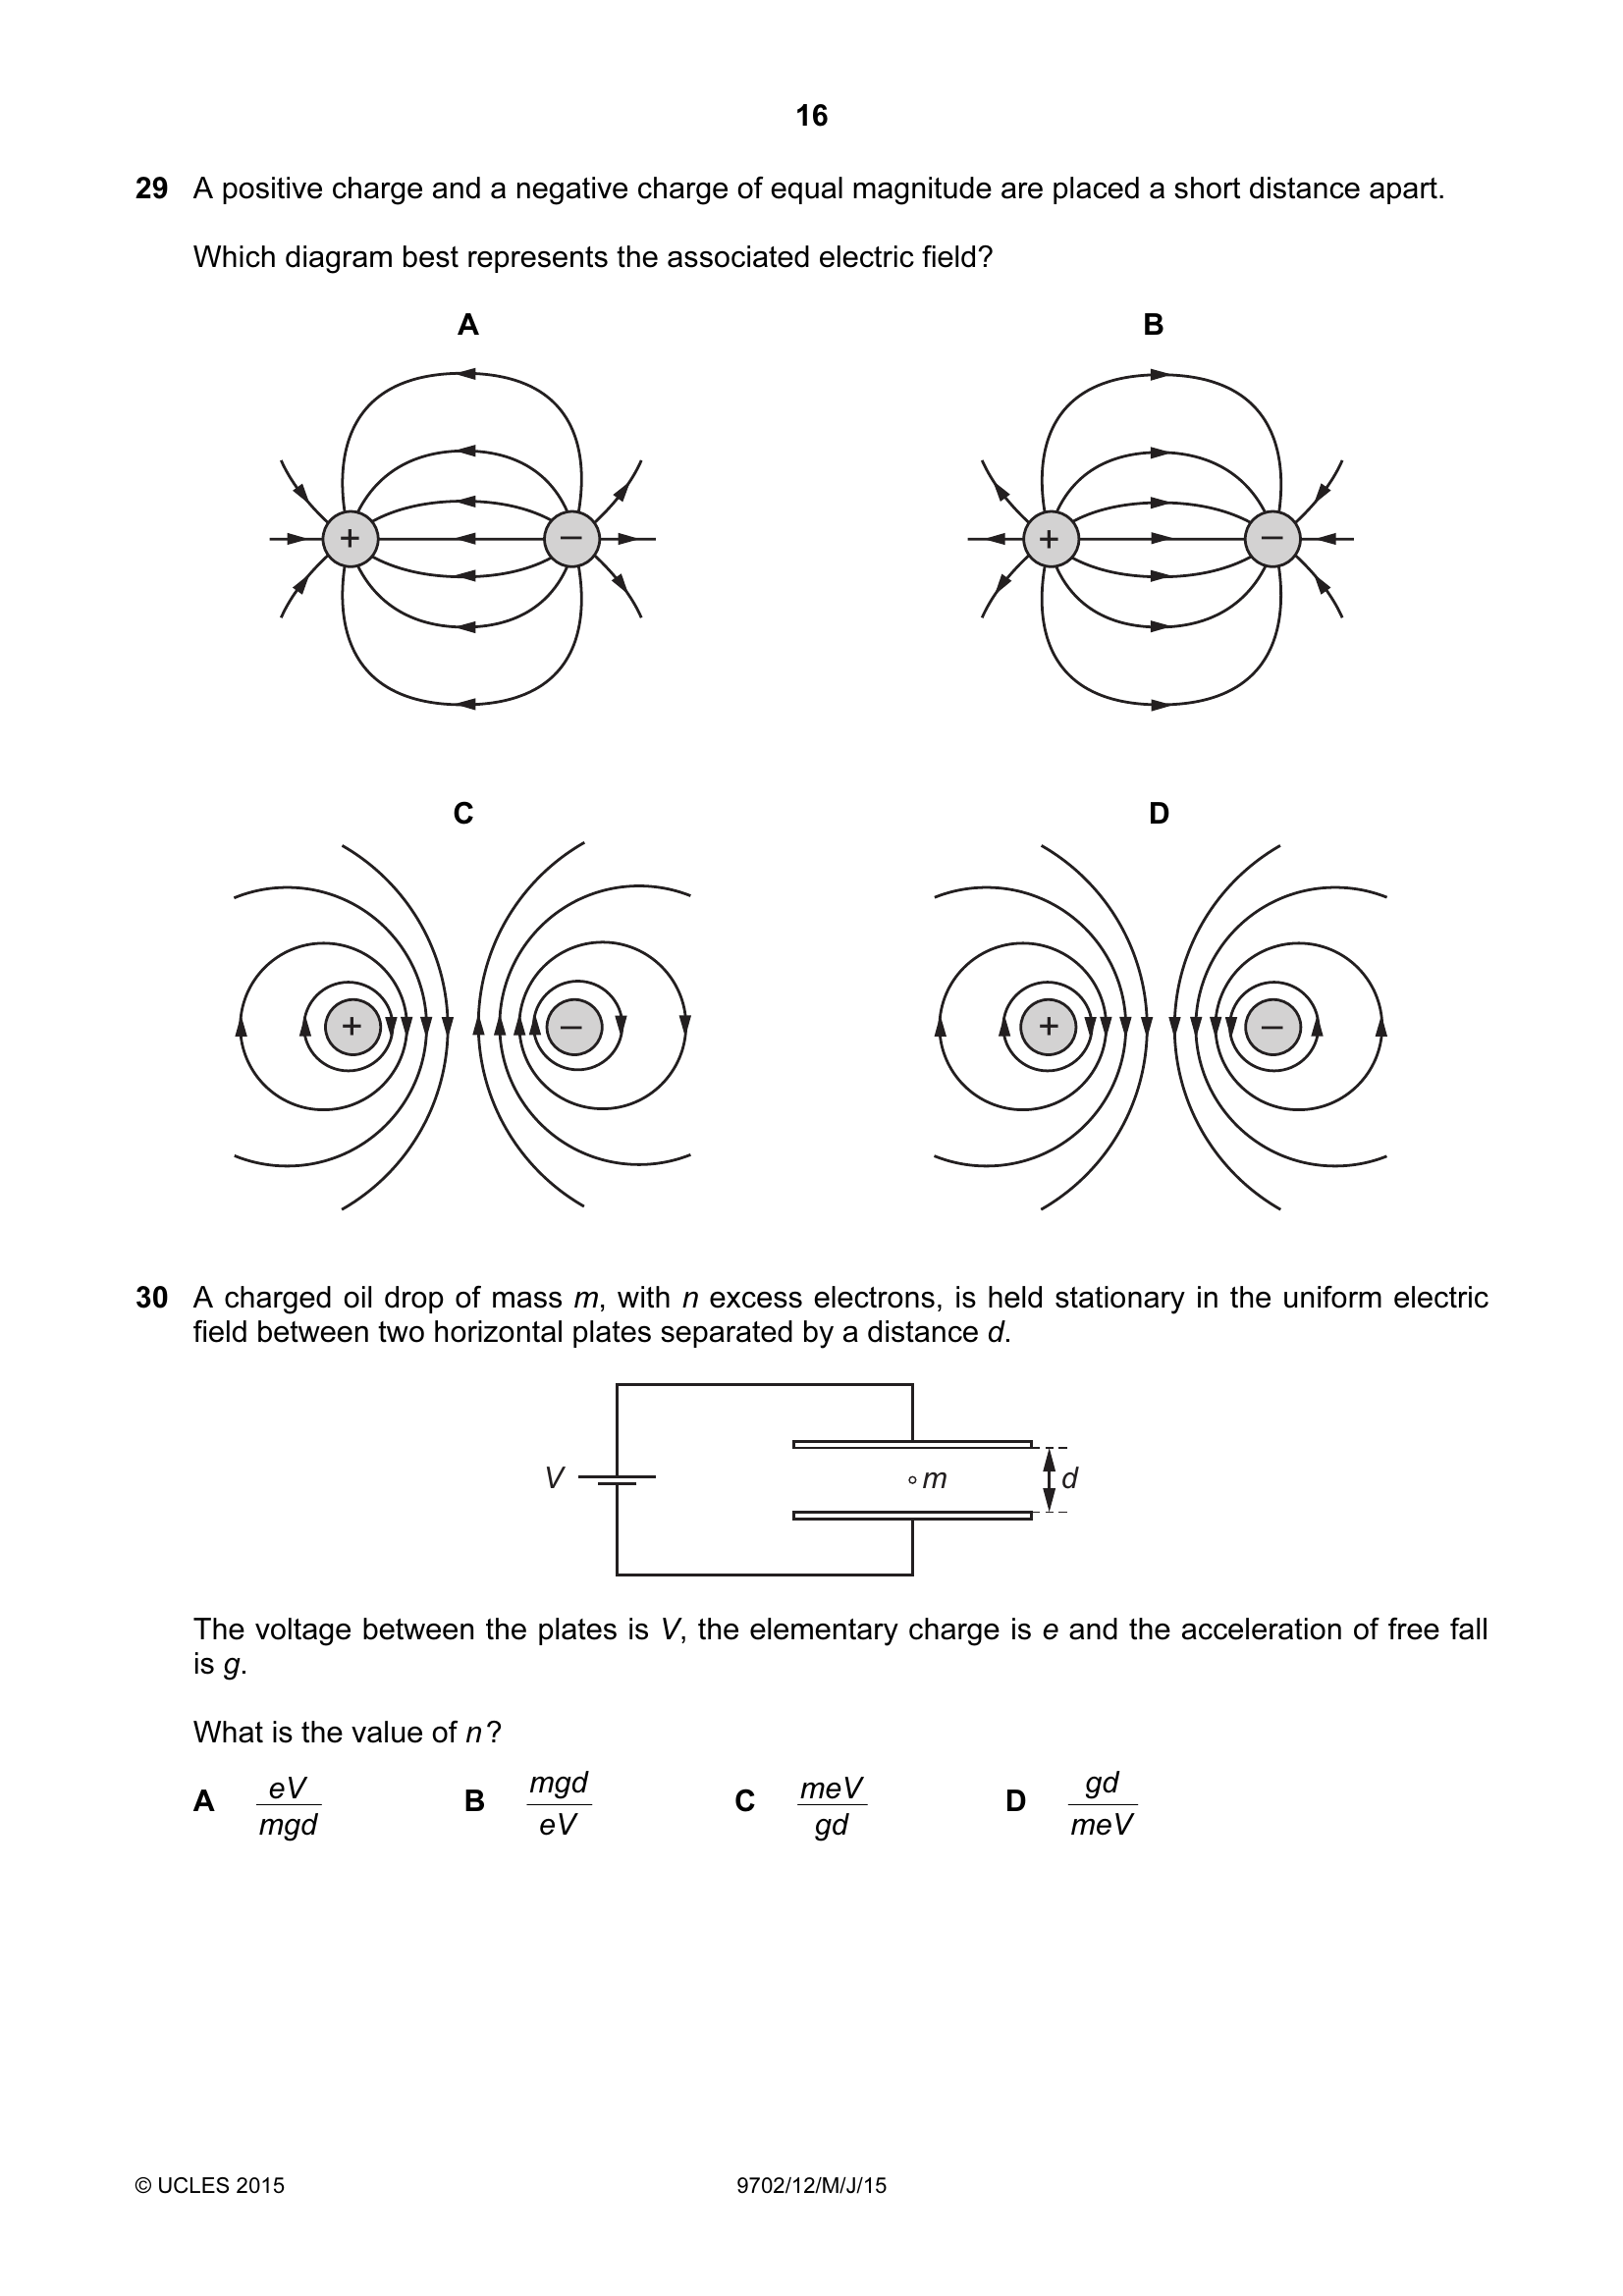 16
29 A positive charge and a negative charge of equal magnitude are placed a short distance apart.
Which diagram best represents the associated electric field?
A B
+ – + –
C D
+ – + –
30 A charged oil drop of mass m, with n excess electrons, is held stationary in the uniform electric
field between two horizontal plates separated by a distance d.
V m d
The voltage between the plates is V, the elementary charge is e and the acceleration of free fall
is g.
What is the value of n?
A eV/mgd B mgd/eV C meV/gd D gd/meV
© UCLES 2015 9702/12/M/J/15